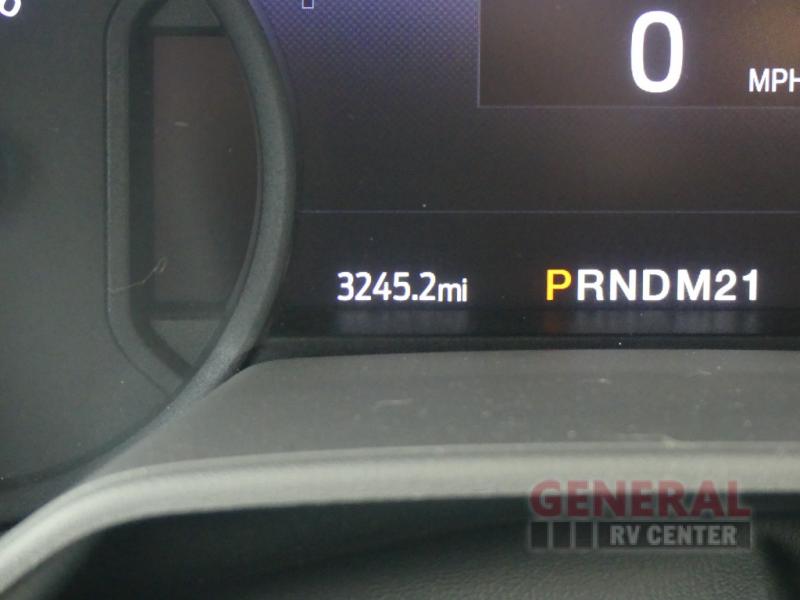 0
MPH
3245.2mi
PRNDM21
GENERAL
RV CENTER